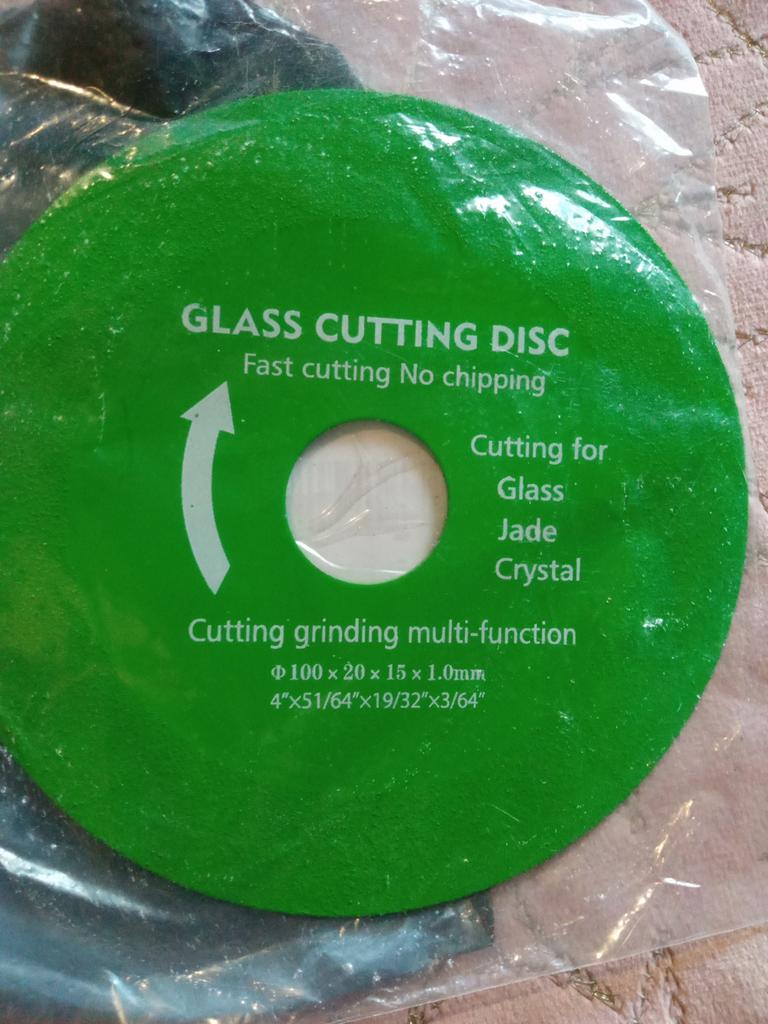 GLASS CUTTING DISC
Fast cutting No chipping
Cutting for
Glass
Jade
Crystal
Cutting grinding multi-function
Φ100×20×15×1.0mm
4"×51/64"×19/32"×3/64"